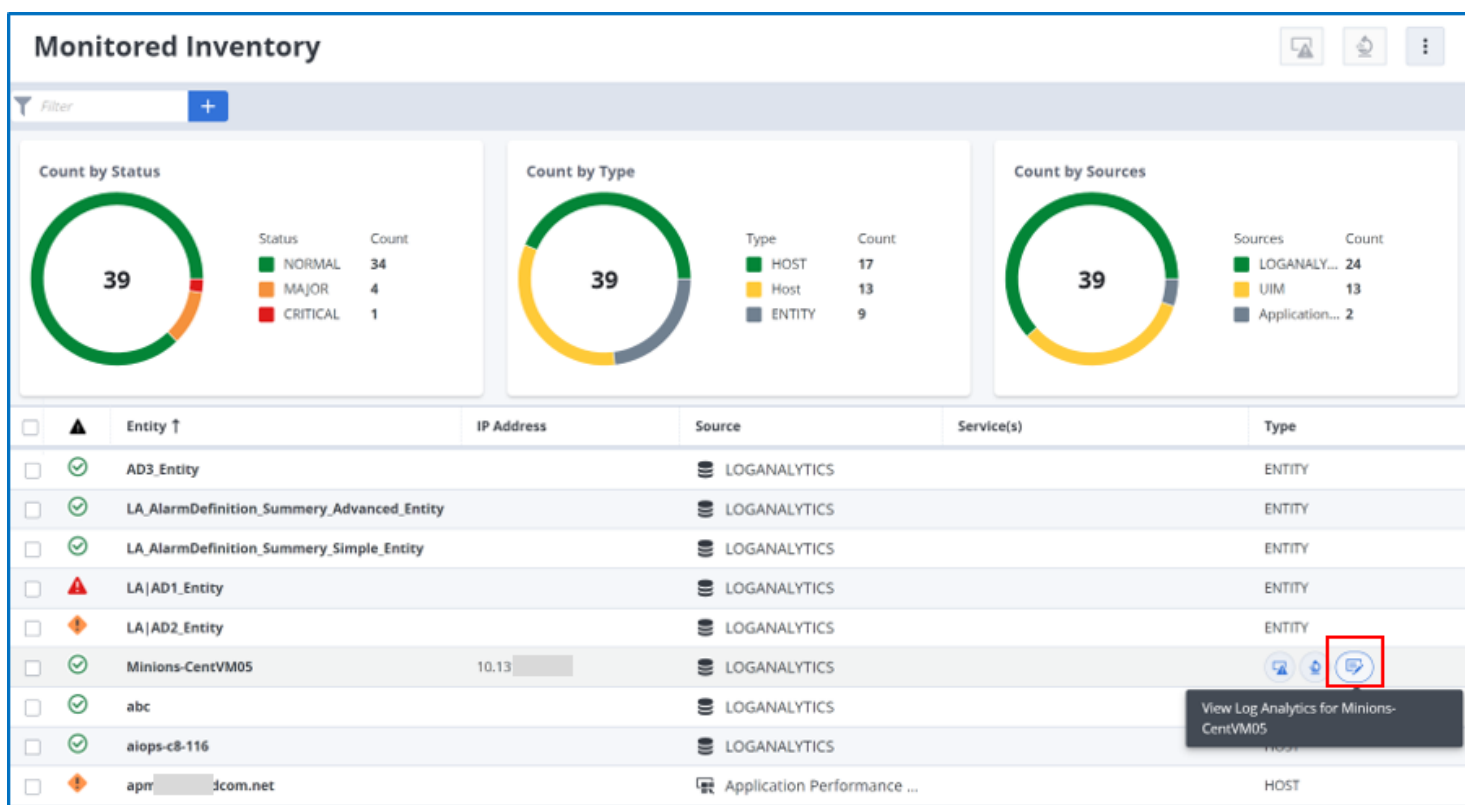 Monitored Inventory
Filter
+
Count by Status
39
Status Count
NORMAL 34
MAJOR 4
CRITICAL 1
Count by Type
39
Type Count
HOST 17
Host 13
ENTITY 9
Count by Sources
39
Sources Count
LOGANALY... 24
UIM 13
Application... 2
Entity ↑ IP Address Source Service(s) Type
AD3_Entity LOGANALYTICS ENTITY
LA_AlarmDefinition_Summery_Advanced_Entity LOGANALYTICS ENTITY
LA_AlarmDefinition_Summery_Simple_Entity LOGANALYTICS ENTITY
LA|AD1_Entity LOGANALYTICS ENTITY
LA|AD2_Entity LOGANALYTICS ENTITY
Minions-CentVM05 10.13 LOGANALYTICS
abc LOGANALYTICS
View Log Analytics for Minions-
CentVM05
aiops-c8-116 LOGANALYTICS HOST
apm dcom.net Application Performance ... HOST